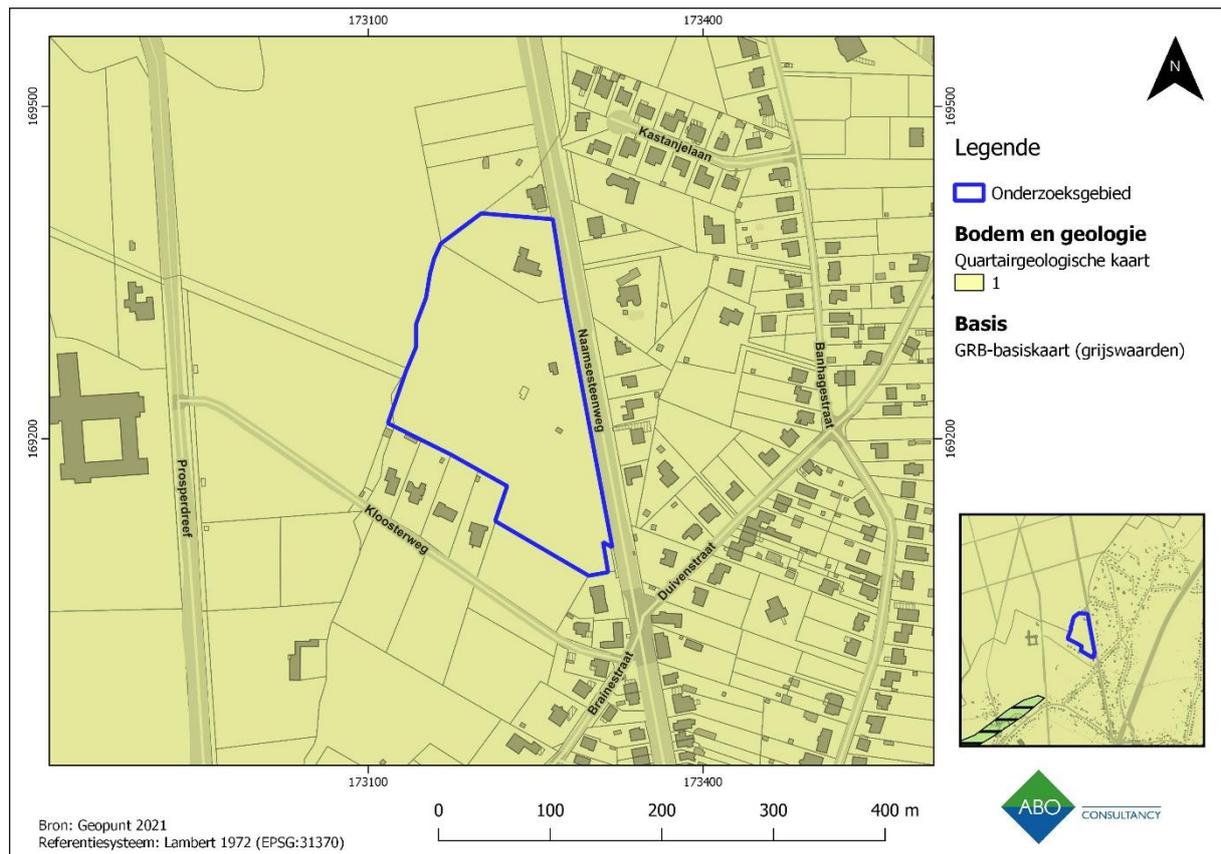 173100
173400
169500
169500
N
Kastanjelaan
Legende
Onderzoeksgebied
Bodem en geologie
Quartairgeologische kaart
1
Basis
GRB-basiskaart (grijswaarden)
Naamsesteenweg
Banhagestraat
169200
169200
Prosperdreef
Kloosterweg
Duivenstraat
Brainestraat
173100
173400
0 100 200 300 400 m
Bron: Geopunt 2021
Referentiesysteem: Lambert 1972 (EPSG:31370)
ABO
CONSULTANCY